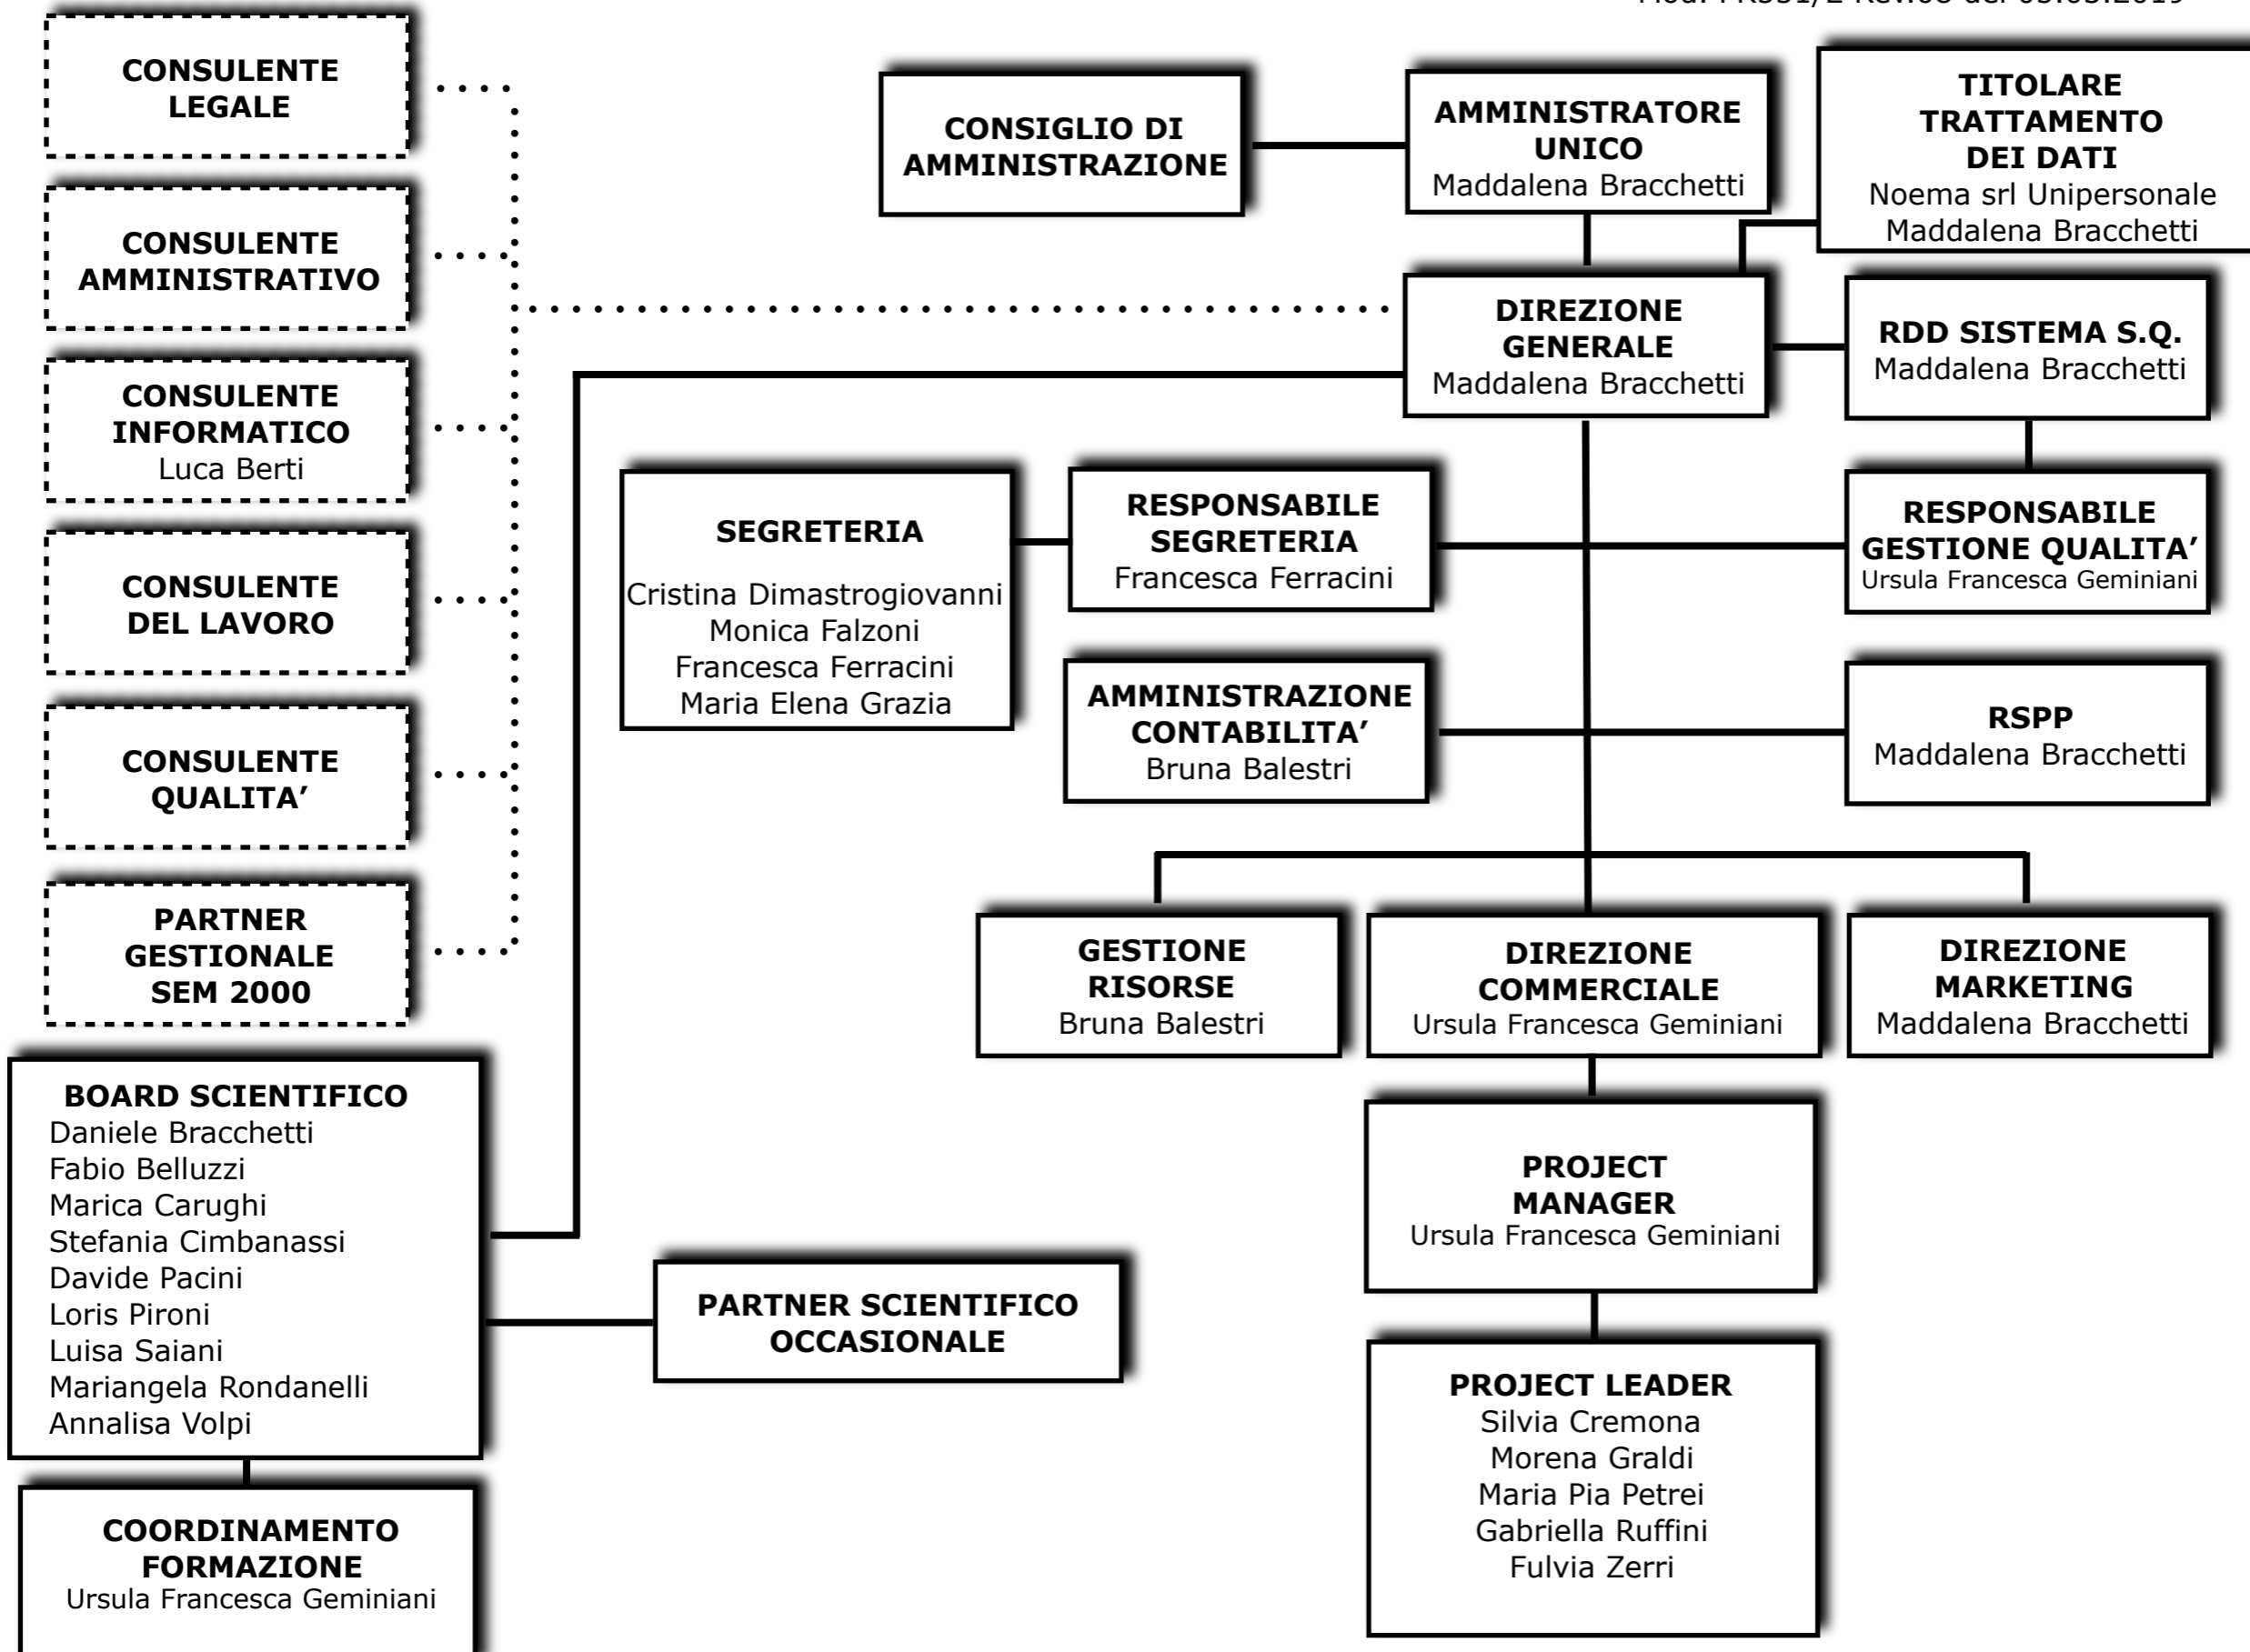 CONSULENTE
LEGALE
CONSULENTE
AMMINISTRATIVO
CONSULENTE
INFORMATICO
Luca Berti
CONSULENTE
DEL LAVORO
CONSULENTE
QUALITA’
PARTNER
GESTIONALE
SEM 2000
CONSIGLIO DI
AMMINISTRAZIONE
AMMINISTRATORE
UNICO
Maddalena Bracchetti
TITOLARE
TRATTAMENTO
DEI DATI
Noema srl Unipersonale
Maddalena Bracchetti
DIREZIONE
GENERALE
Maddalena Bracchetti
RDD SISTEMA S.Q.
Maddalena Bracchetti
SEGRETERIA
Cristina Dimastrogiovanni
Monica Falzoni
Francesca Ferracini
Maria Elena Grazia
RESPONSABILE
SEGRETERIA
Francesca Ferracini
RESPONSABILE
GESTIONE QUALITA’
Ursula Francesca Geminiani
AMMINISTRAZIONE
CONTABILITA’
Bruna Balestri
RSPP
Maddalena Bracchetti
GESTIONE
RISORSE
Bruna Balestri
DIREZIONE
COMMERCIALE
Ursula Francesca Geminiani
DIREZIONE
MARKETING
Maddalena Bracchetti
BOARD SCIENTIFICO
Daniele Bracchetti
Fabio Belluzzi
Marica Carughi
Stefania Cimbanassi
Davide Pacini
Loris Pironi
Luisa Saiani
Mariangela Rondanelli
Annalisa Volpi
PARTNER SCIENTIFICO
OCCASIONALE
PROJECT
MANAGER
Ursula Francesca Geminiani
PROJECT LEADER
Silvia Cremona
Morena Graldi
Maria Pia Petrei
Gabriella Ruffini
Fulvia Zerri
COORDINAMENTO
FORMAZIONE
Ursula Francesca Geminiani